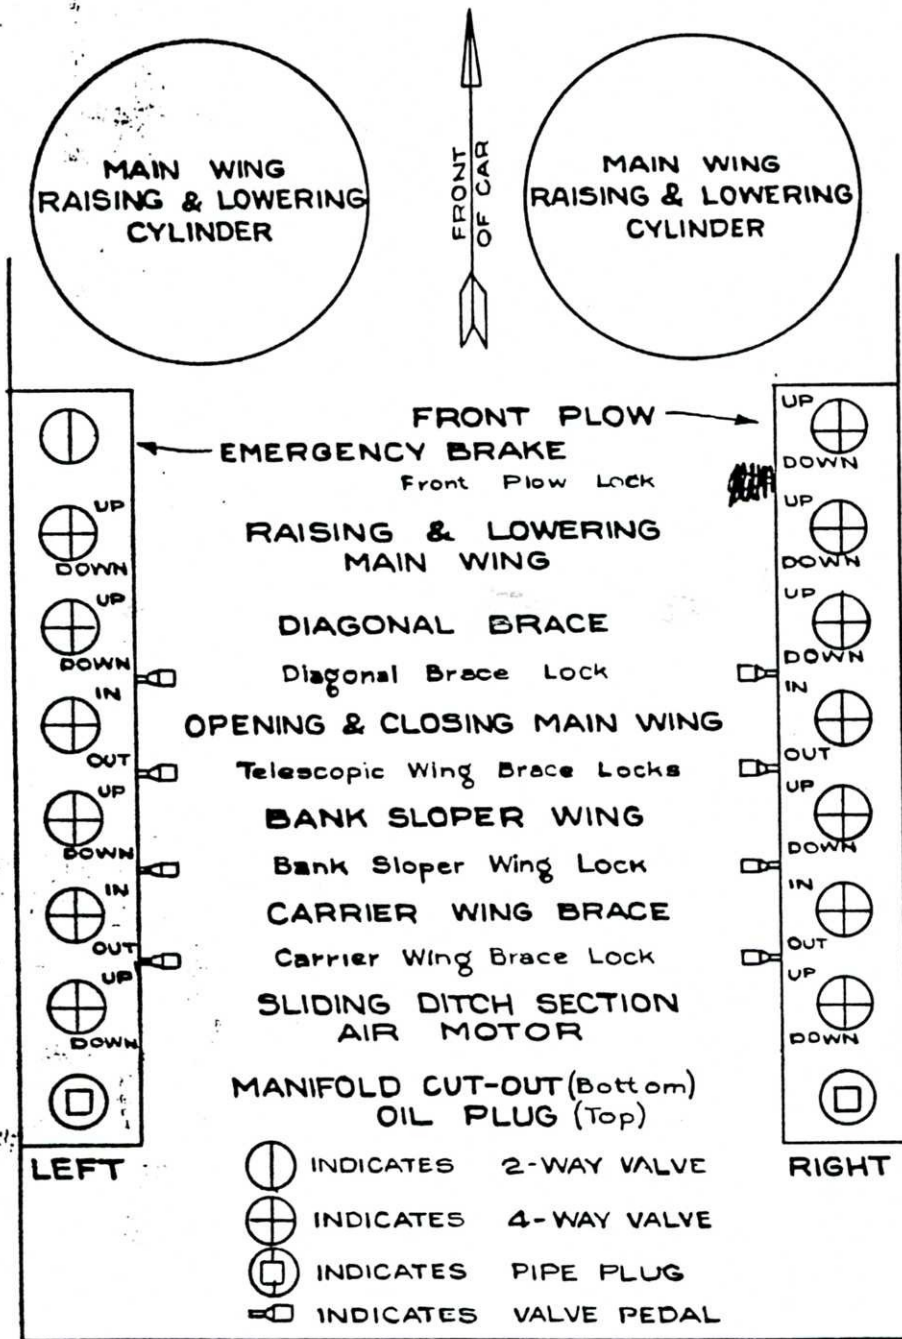 MAIN WING
RAISING & LOWERING
CYLINDER
FRONT
OF CAR
MAIN WING
RAISING & LOWERING
CYLINDER
FRONT PLOW
UP
DOWN
EMERGENCY BRAKE
Front Plow Lock
UP
DOWN
RAISING & LOWERING
MAIN WING
UP
DOWN
UP
DOWN
DIAGONAL BRACE
UP
DOWN
Diagonal Brace Lock
IN
OUT
OPENING & CLOSING MAIN WING
IN
OUT
Telescopic Wing Brace Locks
UP
DOWN
BANK SLOPER WING
UP
DOWN
Bank Sloper Wing Lock
IN
OUT
CARRIER WING BRACE
IN
OUT
Carrier Wing Brace Lock
UP
DOWN
SLIDING DITCH SECTION
AIR MOTOR
UP
DOWN
MANIFOLD CUT-OUT (Bottom)
OIL PLUG (Top)
LEFT
RIGHT
INDICATES 2-WAY VALVE
INDICATES 4-WAY VALVE
INDICATES PIPE PLUG
INDICATES VALVE PEDAL